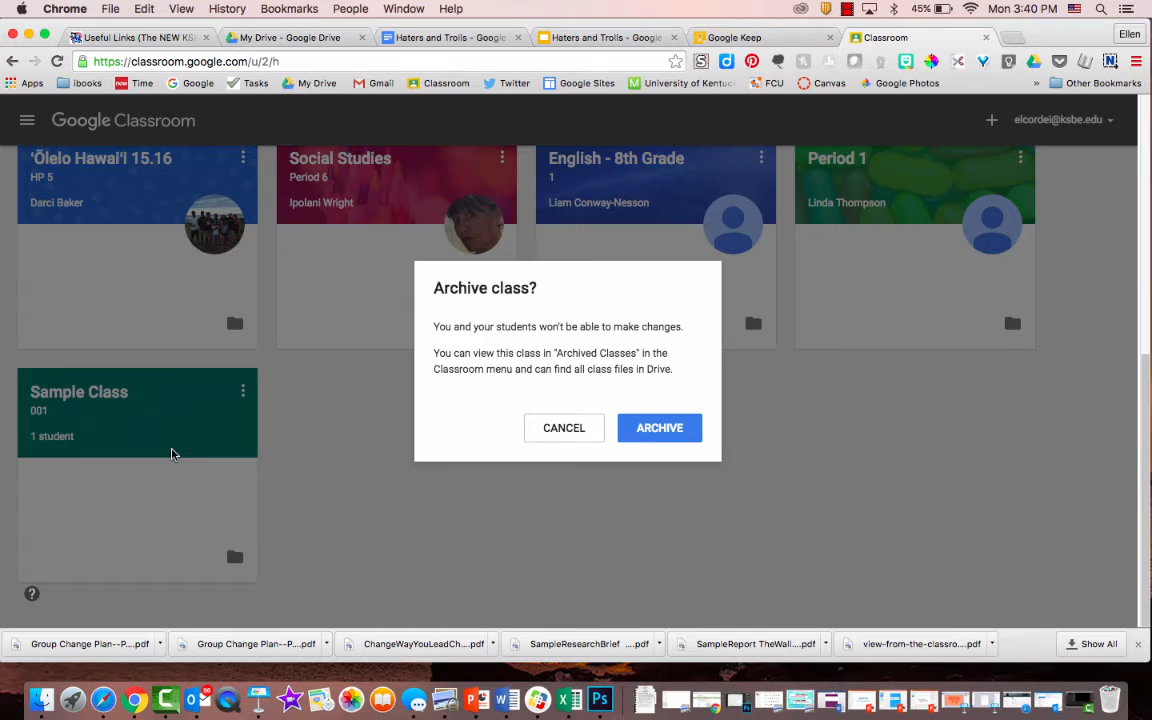 Chrome File Edit View History Bookmarks People Window Help 45% Mon 3:40 PM
Useful Links (The NEW KS My Drive - Google Drive Haters and Trolls - Google Haters and Trolls - Google Google Keep Classroom Ellen
https://classroom.google.com/u/2/h
Apps ibooks Time Google Tasks My Drive Gmail Classroom Twitter Google Sites University of Kentuc FCU Canvas Google Photos » Other Bookmarks
Google Classroom elcordei@ksbe.edu
ʻŌlelo Hawaiʻi 15.16 Social Studies English - 8th Grade Period 1
HP 5 Period 6 1
Darci Baker Ipolani Wright Liam Conway-Nesson Linda Thompson
Archive class?
You and your students won't be able to make changes.
You can view this class in "Archived Classes" in the
Classroom menu and can find all class files in Drive.
CANCEL ARCHIVE
Sample Class
001
1 student
?
Group Change Plan--P....pdf Group Change Plan--P....pdf ChangeWayYouLeadCh....pdf SampleResearchBrief ....pdf SampleReport TheWall....pdf view-from-the-classro....pdf Show All